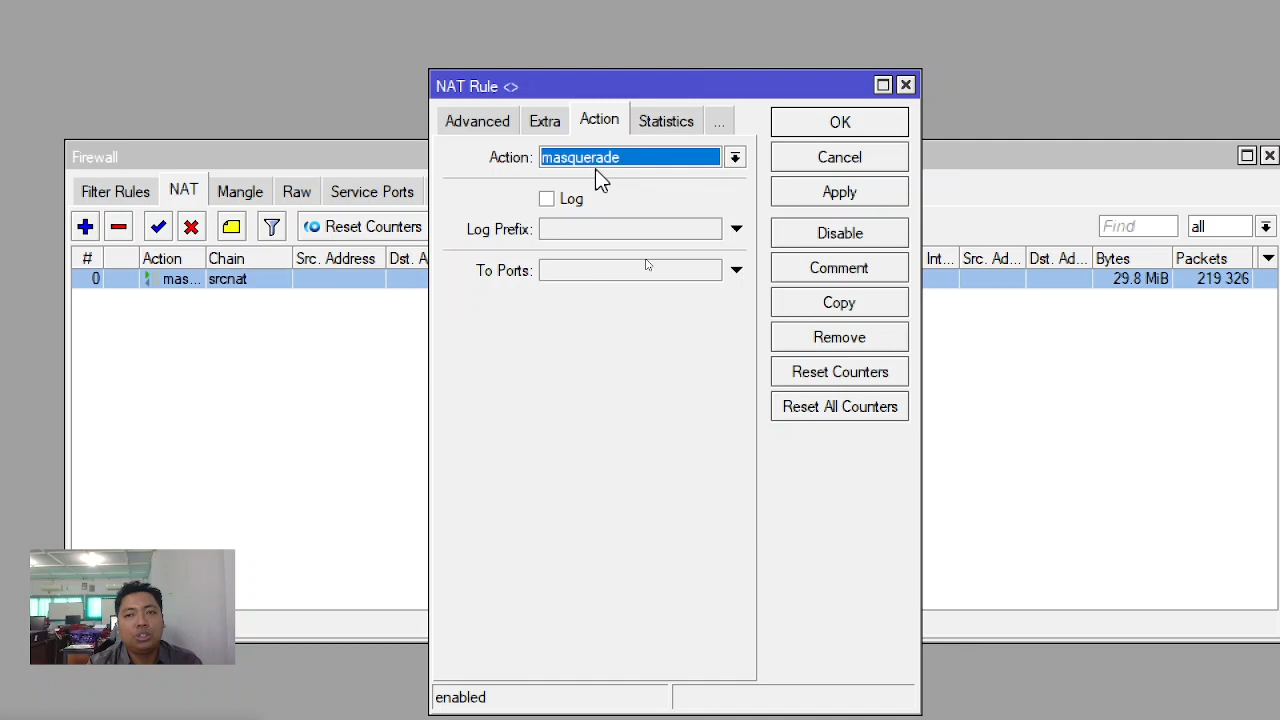 NAT Rule <>
Advanced Extra Action Statistics ...
Action: masquerade
Log
Log Prefix:
To Ports:
OK
Cancel
Apply
Disable
Comment
Copy
Remove
Reset Counters
Reset All Counters
enabled
Firewall
Filter Rules NAT Mangle Raw Service Ports
Reset Counters Find all
# Action Chain Src. Address Dst. A Int... Src. Ad... Dst. Ad... Bytes Packets
0 mas... srcnat 29.8 MiB 219 326